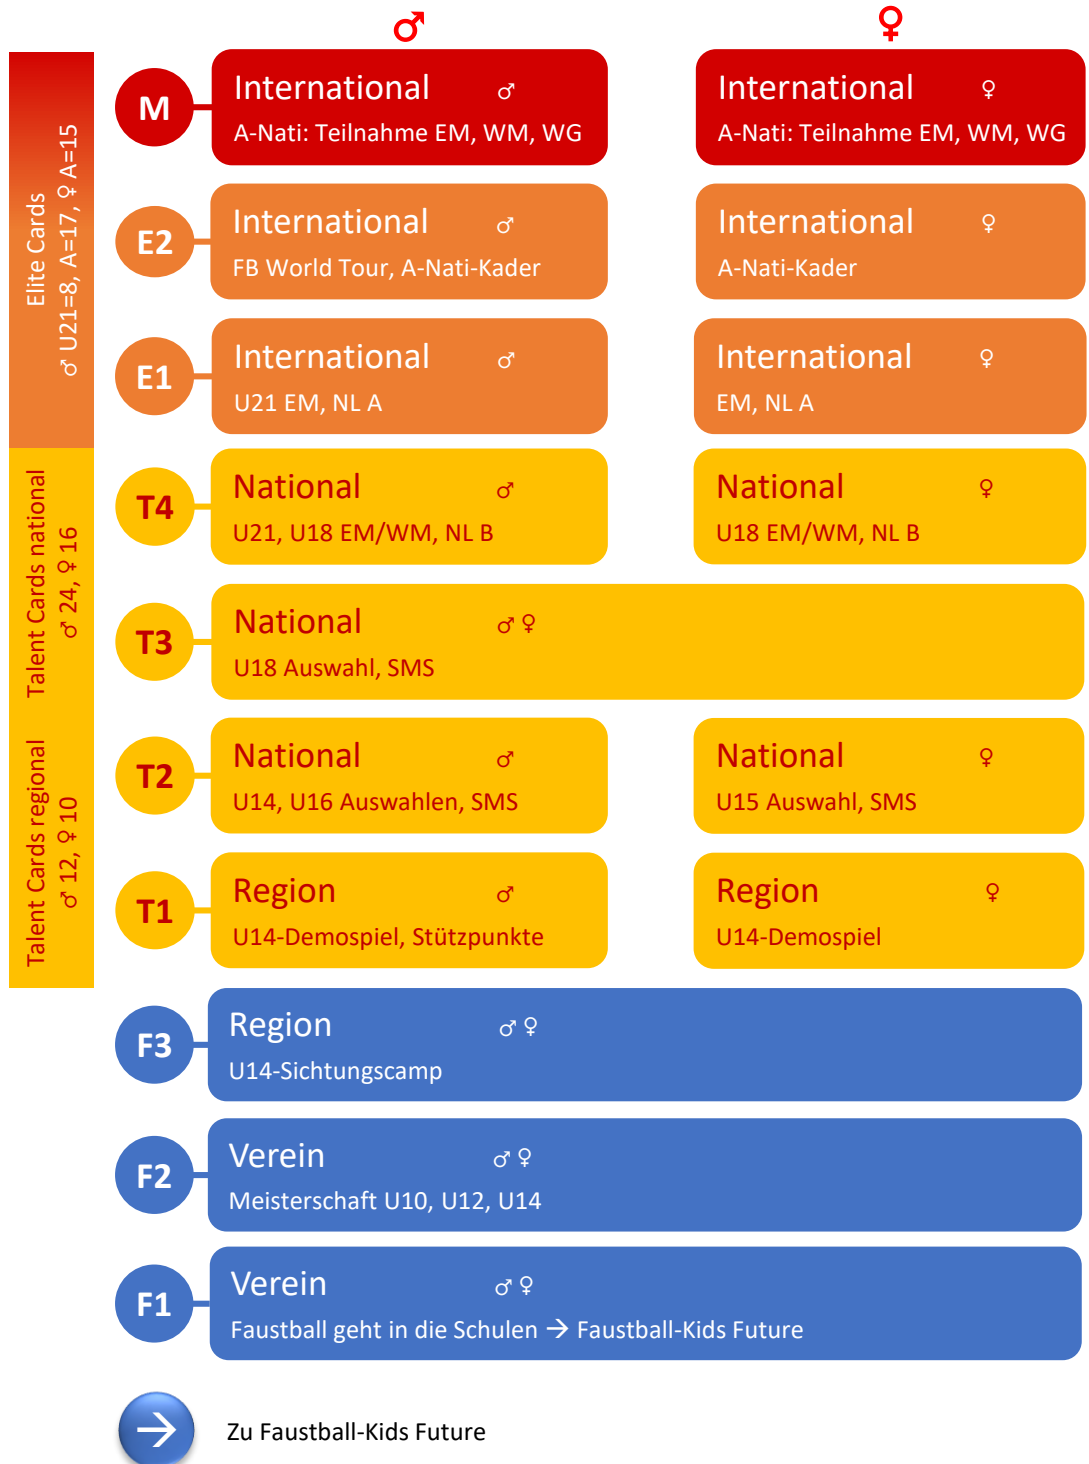 ♂ ♀
Elite Cards
♂ U21=8, A=17, ♀ A=15
M
International ♂
A-Nati: Teilnahme EM, WM, WG
International ♀
A-Nati: Teilnahme EM, WM, WG
E2
International ♂
FB World Tour, A-Nati-Kader
International ♀
A-Nati-Kader
E1
International ♂
U21 EM, NL A
International ♀
EM, NL A
Talent Cards national
♂ 24, ♀ 16
T4
National ♂
U21, U18 EM/WM, NL B
National ♀
U18 EM/WM, NL B
T3
National ♂ ♀
U18 Auswahl, SMS
Talent Cards regional
♂ 12, ♀ 10
T2
National ♂
U14, U16 Auswahlen, SMS
National ♀
U15 Auswahl, SMS
T1
Region ♂
U14-Demospiel, Stützpunkte
Region ♀
U14-Demospiel
F3
Region ♂ ♀
U14-Sichtungscamp
F2
Verein ♂ ♀
Meisterschaft U10, U12, U14
F1
Verein ♂ ♀
Faustball geht in die Schulen → Faustball-Kids Future
→ Zu Faustball-Kids Future